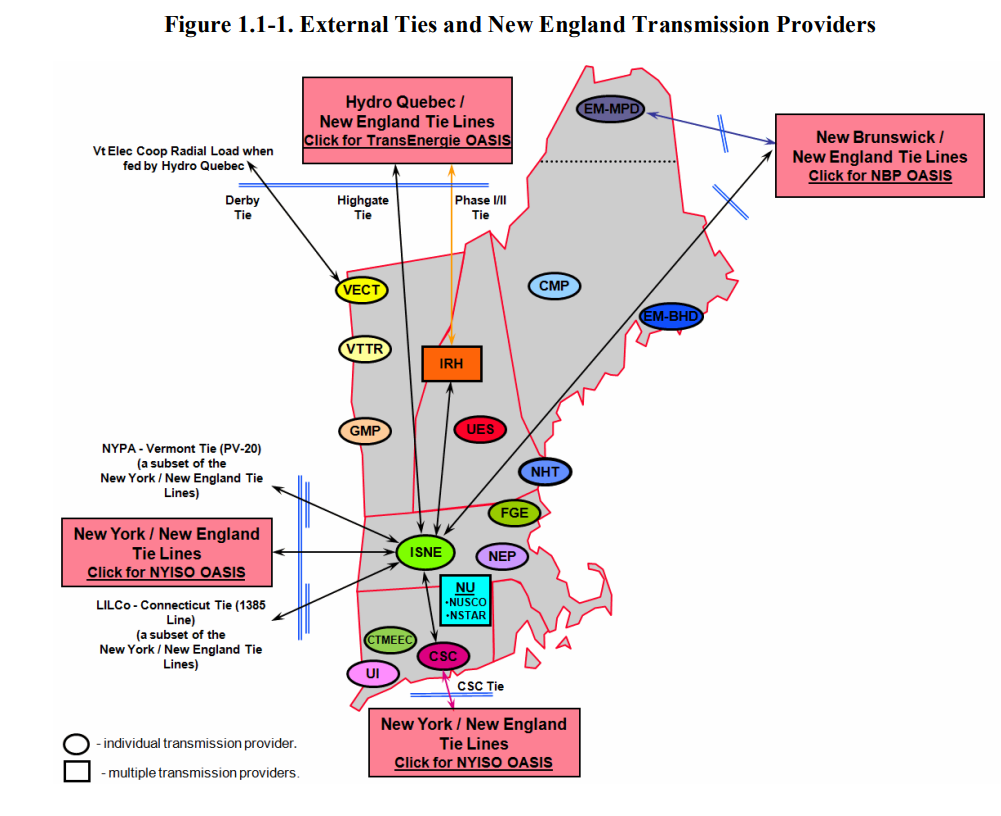 Figure 1.1-1. External Ties and New England Transmission Providers
Hydro Quebec /
New England Tie Lines
Click for TransEnergie OASIS
EM-MPD
New Brunswick /
New England Tie Lines
Click for NBP OASIS
Vt Elec Coop Radial Load when
fed by Hydro Quebec
Derby
Tie
Highgate
Tie
Phase I/II
Tie
VECT
CMP
EM-BHD
VTTR
IRH
GMP
UES
NHT
NYPA - Vermont Tie (PV-20)
(a subset of the
New York / New England Tie
Lines)
FGE
New York / New England
Tie Lines
Click for NYISO OASIS
ISNE
NEP
NU
•NUSCO
•NSTAR
LILCo - Connecticut Tie (1385
Line)
(a subset of the
New York / New England Tie
Lines)
CTMEEC
CSC
UI
CSC Tie
New York / New England
Tie Lines
Click for NYISO OASIS
- individual transmission provider.
- multiple transmission providers.